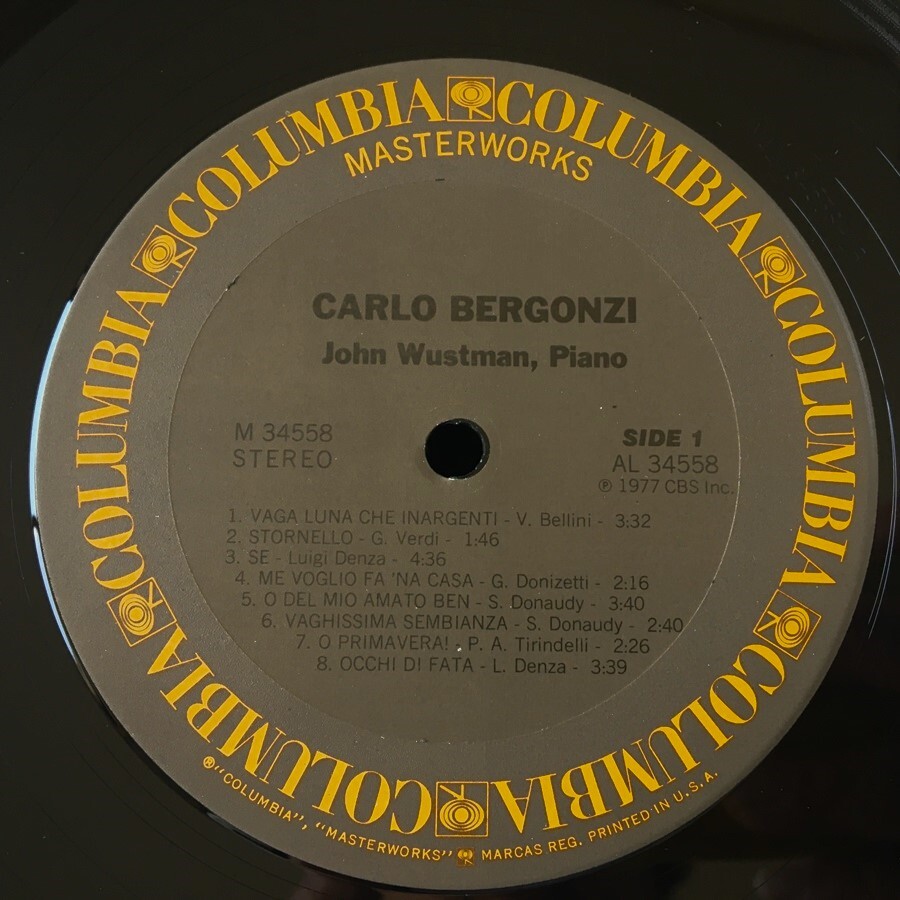 COLUMBIA COLUMBIA COLUMBIA COLUMBIA COLUMBIA COLUMBIA COLUMBIA COLUMBIA
MASTERWORKS
CARLO BERGONZI
John Wustman, Piano
M 34558
STEREO
SIDE 1
AL 34558
℗ 1977 CBS Inc.
1. VAGA LUNA CHE INARGENTI - V. Bellini - 3:32
2. STORNELLO - G. Verdi - 1:46
3. SE - Luigi Denza - 4:36
4. ME VOGLIO FA 'NA CASA - G. Donizetti - 2:16
5. O DEL MIO AMATO BEN - S. Donaudy - 3:40
6. VAGHISSIMA SEMBIANZA - S. Donaudy - 2:40
7. O PRIMAVERA! - P. A. Tirindelli - 2:26
8. OCCHI DI FATA - L. Denza - 3:39
® "COLUMBIA", "MASTERWORKS" MARCAS REG. PRINTED IN U.S.A.